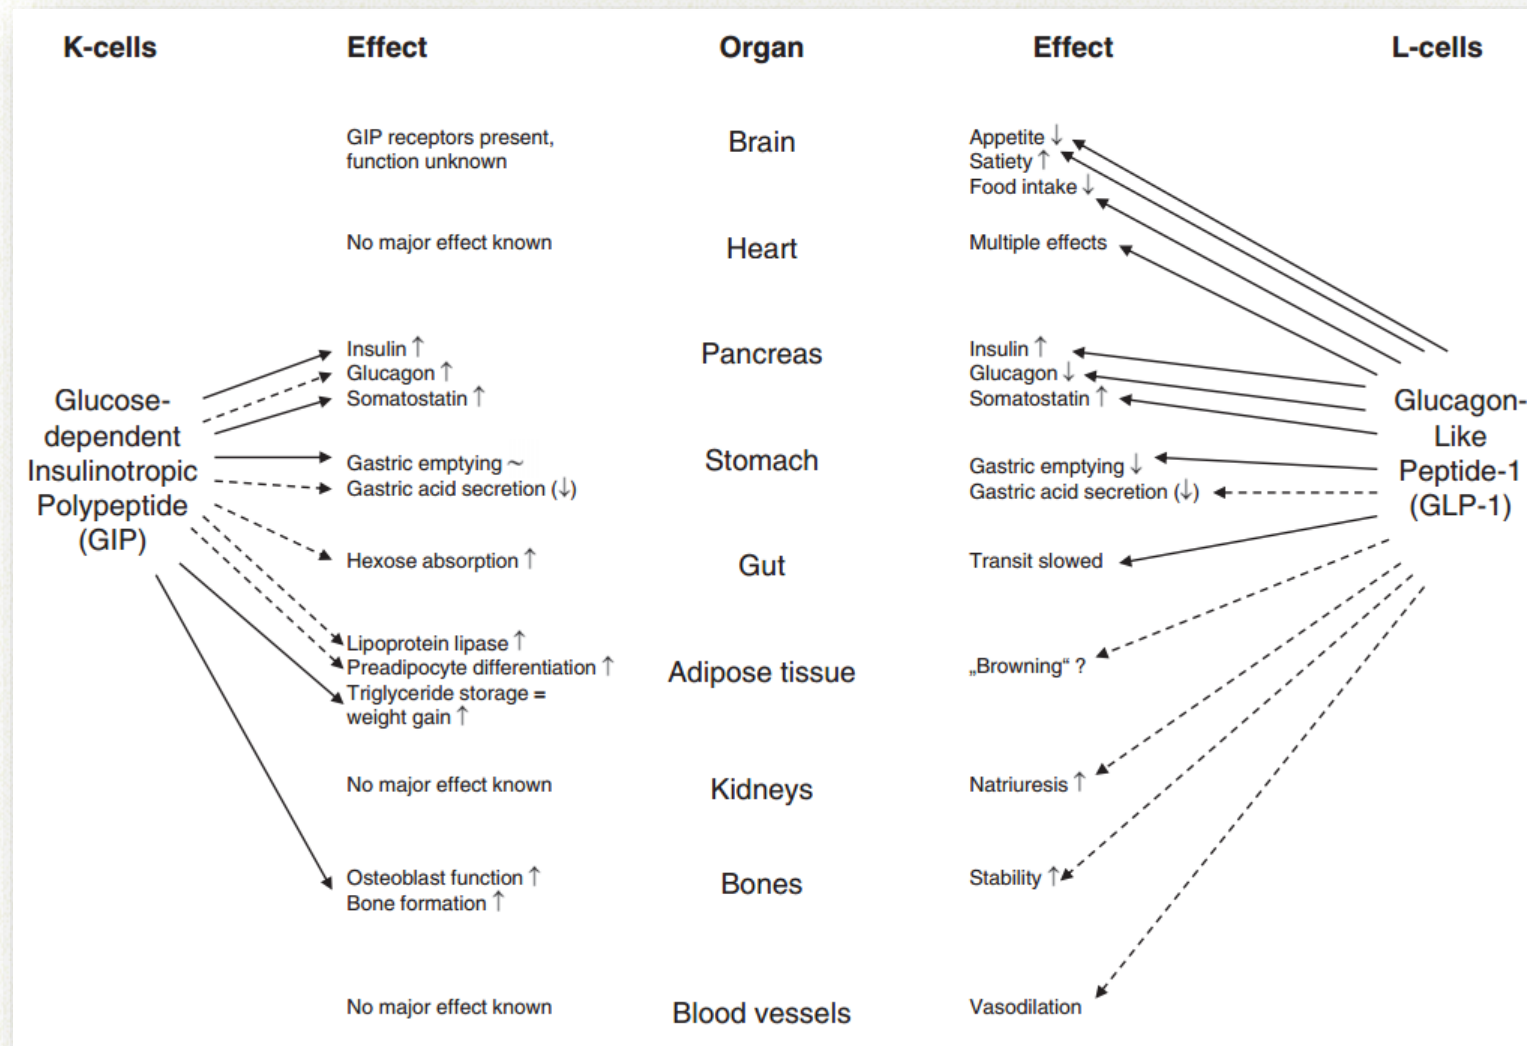 K-cells Effect Organ Effect L-cells
GIP receptors present,
function unknown
Brain
Appetite ↓
Satiety ↑
Food intake ↓
No major effect known
Heart
Multiple effects
Glucose-
dependent
Insulinotropic
Polypeptide
(GIP)
Insulin ↑
Glucagon ↑
Somatostatin ↑
Pancreas
Insulin ↑
Glucagon ↓
Somatostatin ↑
Glucagon-
Like
Peptide-1
(GLP-1)
Gastric emptying ~
Gastric acid secretion (↓)
Stomach
Gastric emptying ↓
Gastric acid secretion (↓)
Hexose absorption ↑
Gut
Transit slowed
Lipoprotein lipase ↑
Preadipocyte differentiation ↑
Triglyceride storage =
weight gain ↑
Adipose tissue
„Browning“ ?
No major effect known
Kidneys
Natriuresis ↑
Osteoblast function ↑
Bone formation ↑
Bones
Stability ↑
No major effect known
Blood vessels
Vasodilation